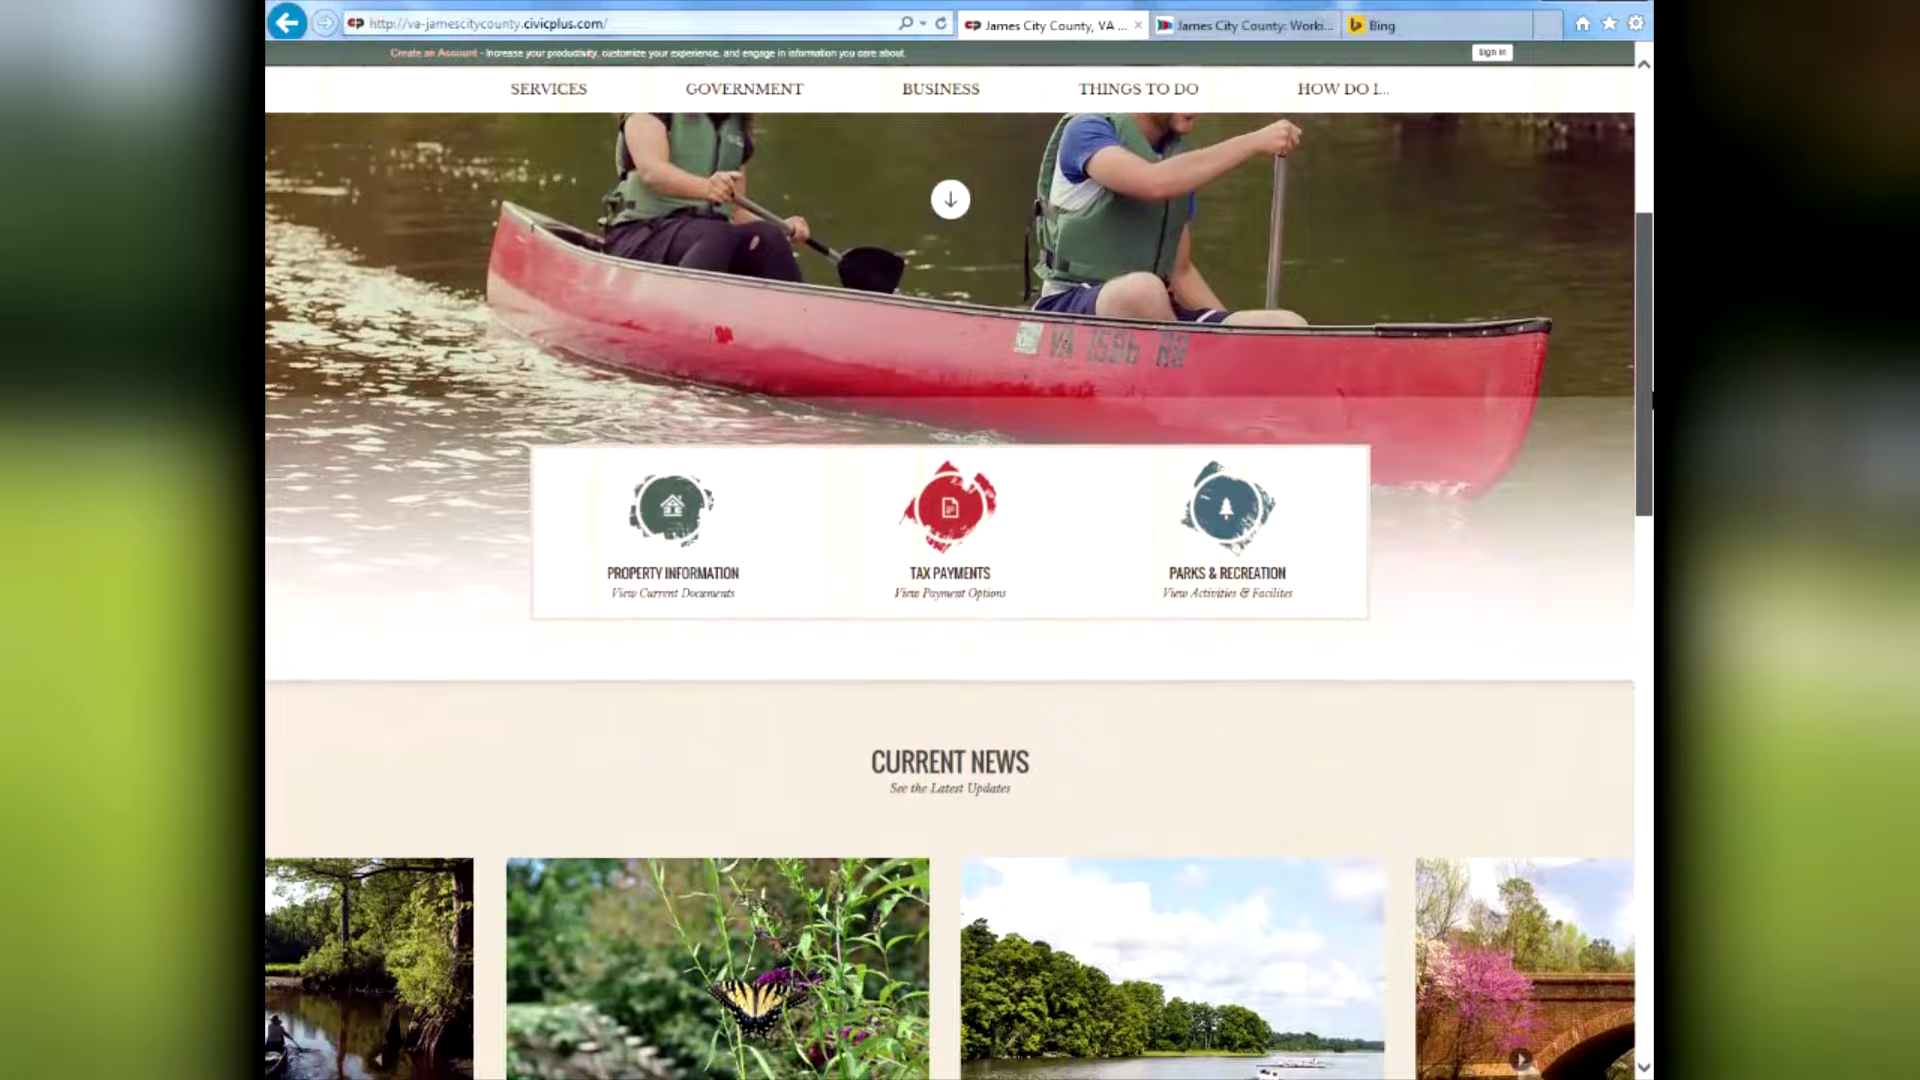 http://va-jamescitycounty.civicplus.com/
James City County, VA ...
James City County: Worki...
Bing
Create an Account - Increase your productivity, customize your experience, and engage in information you care about.
Sign In
SERVICES
GOVERNMENT
BUSINESS
THINGS TO DO
HOW DO I...
VA 1596 AB
PROPERTY INFORMATION
View Current Documents
TAX PAYMENTS
View Payment Options
PARKS & RECREATION
View Activities & Facilites
CURRENT NEWS
See the Latest Updates